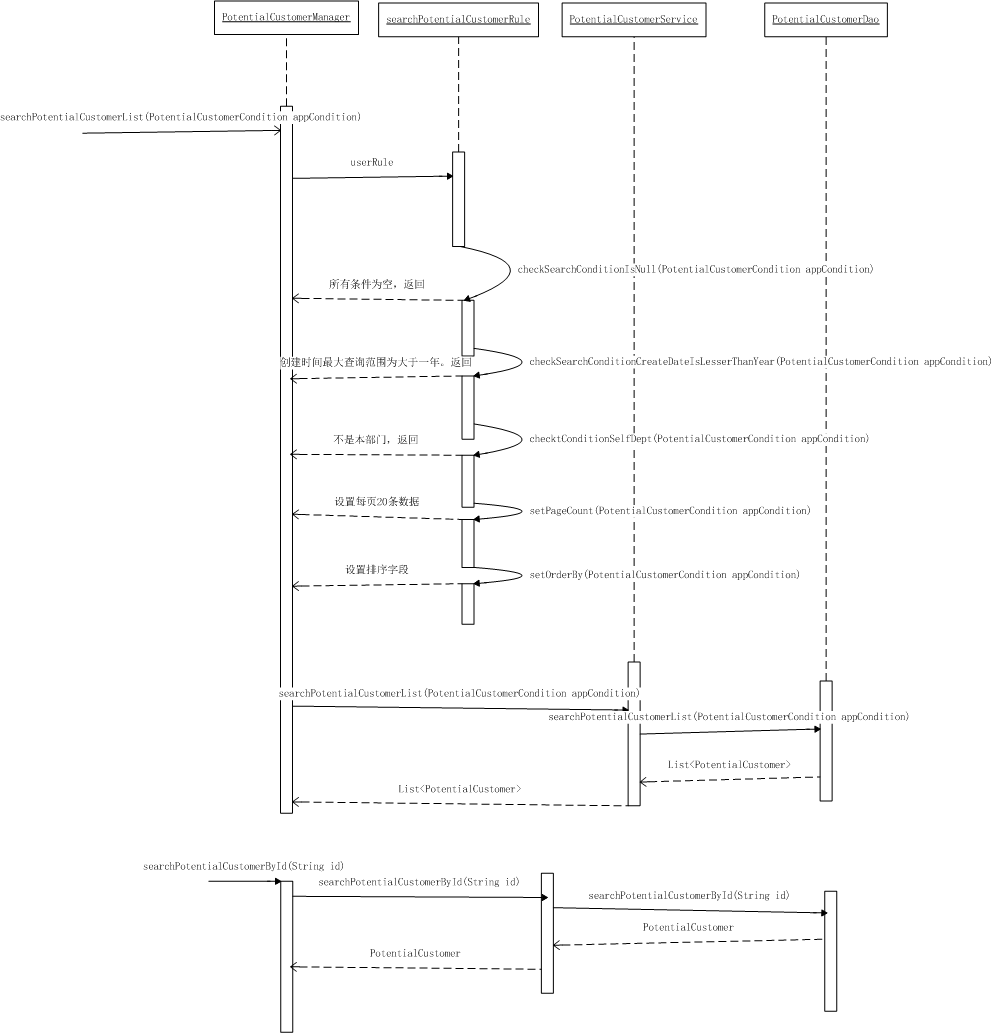 PotentialCustomerManager
searchPotentialCustomerRule
PotentialCustomerService
PotentialCustomerDao
searchPotentialCustomerList(PotentialCustomerCondition appCondition)
userRule
checkSearchConditionIsNull(PotentialCustomerCondition appCondition)
所有条件为空，返回
创建时间最大查询范围为大于一年。返回
checkSearchConditionCreateDateIsLesserThanYear(PotentialCustomerCondition appCondition)
不是本部门，返回
checktConditionSelfDept(PotentialCustomerCondition appCondition)
设置每页20条数据
setPageCount(PotentialCustomerCondition appCondition)
设置排序字段
setOrderBy(PotentialCustomerCondition appCondition)
searchPotentialCustomerList(PotentialCustomerCondition appCondition)
searchPotentialCustomerList(PotentialCustomerCondition appCondition)
List<PotentialCustomer>
List<PotentialCustomer>
searchPotentialCustomerById(String id)
searchPotentialCustomerById(String id)
searchPotentialCustomerById(String id)
PotentialCustomer
PotentialCustomer